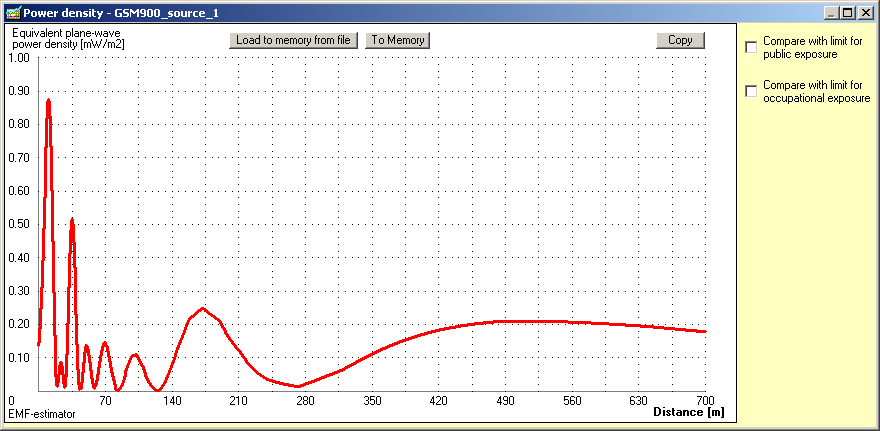 Power density - GSM900_source_1
Equivalent plane-wave
power density [mW/m2]
Load to memory from file
To Memory
Copy
Compare with limit for
public exposure
Compare with limit for
occupational exposure
1.00
0.90
0.80
0.70
0.60
0.50
0.40
0.30
0.20
0.10
0 70 140 210 280 350 420 490 560 630 700
EMF-estimator
Distance [m]